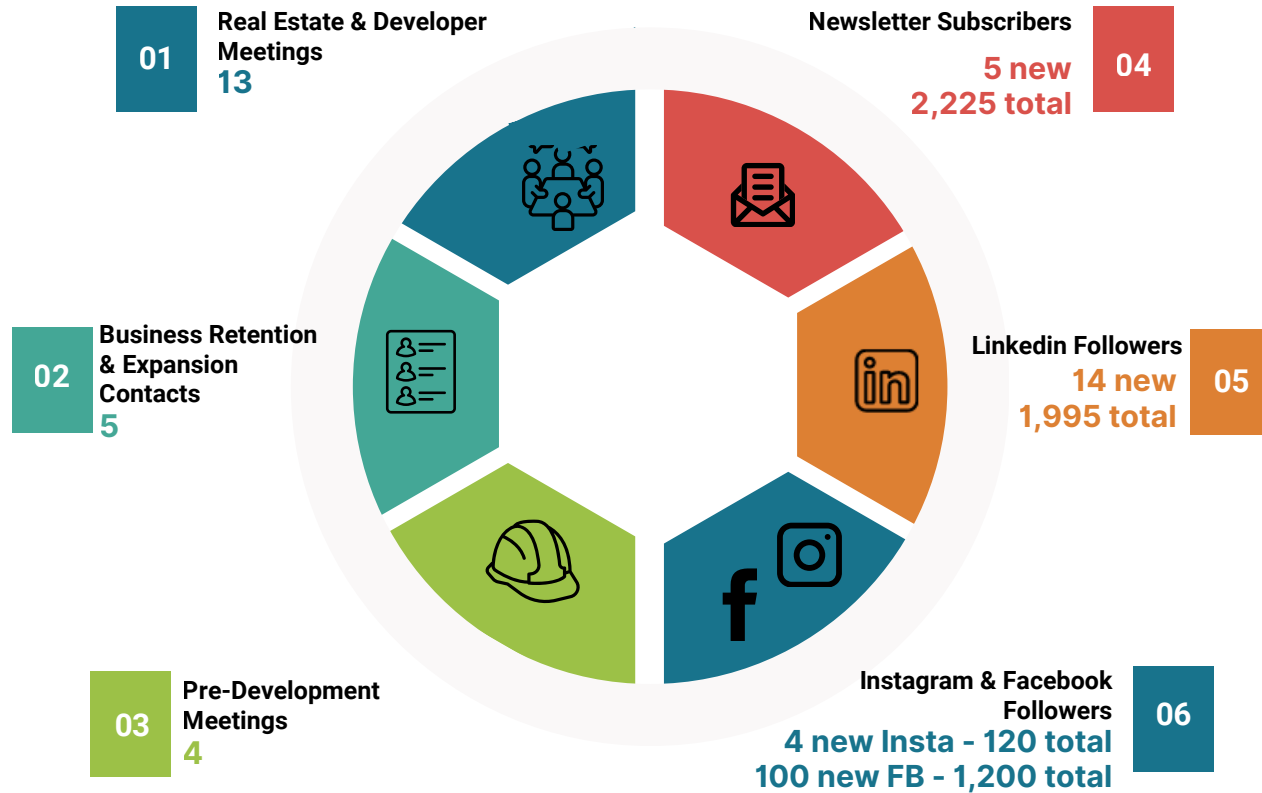 01
Real Estate & Developer
Meetings
13
02
Business Retention
& Expansion
Contacts
5
03
Pre-Development
Meetings
4
Newsletter Subscribers
5 new
2,225 total
04
Linkedin Followers
14 new
1,995 total
05
in
Instagram & Facebook
Followers
4 new Insta - 120 total
100 new FB - 1,200 total
06
f